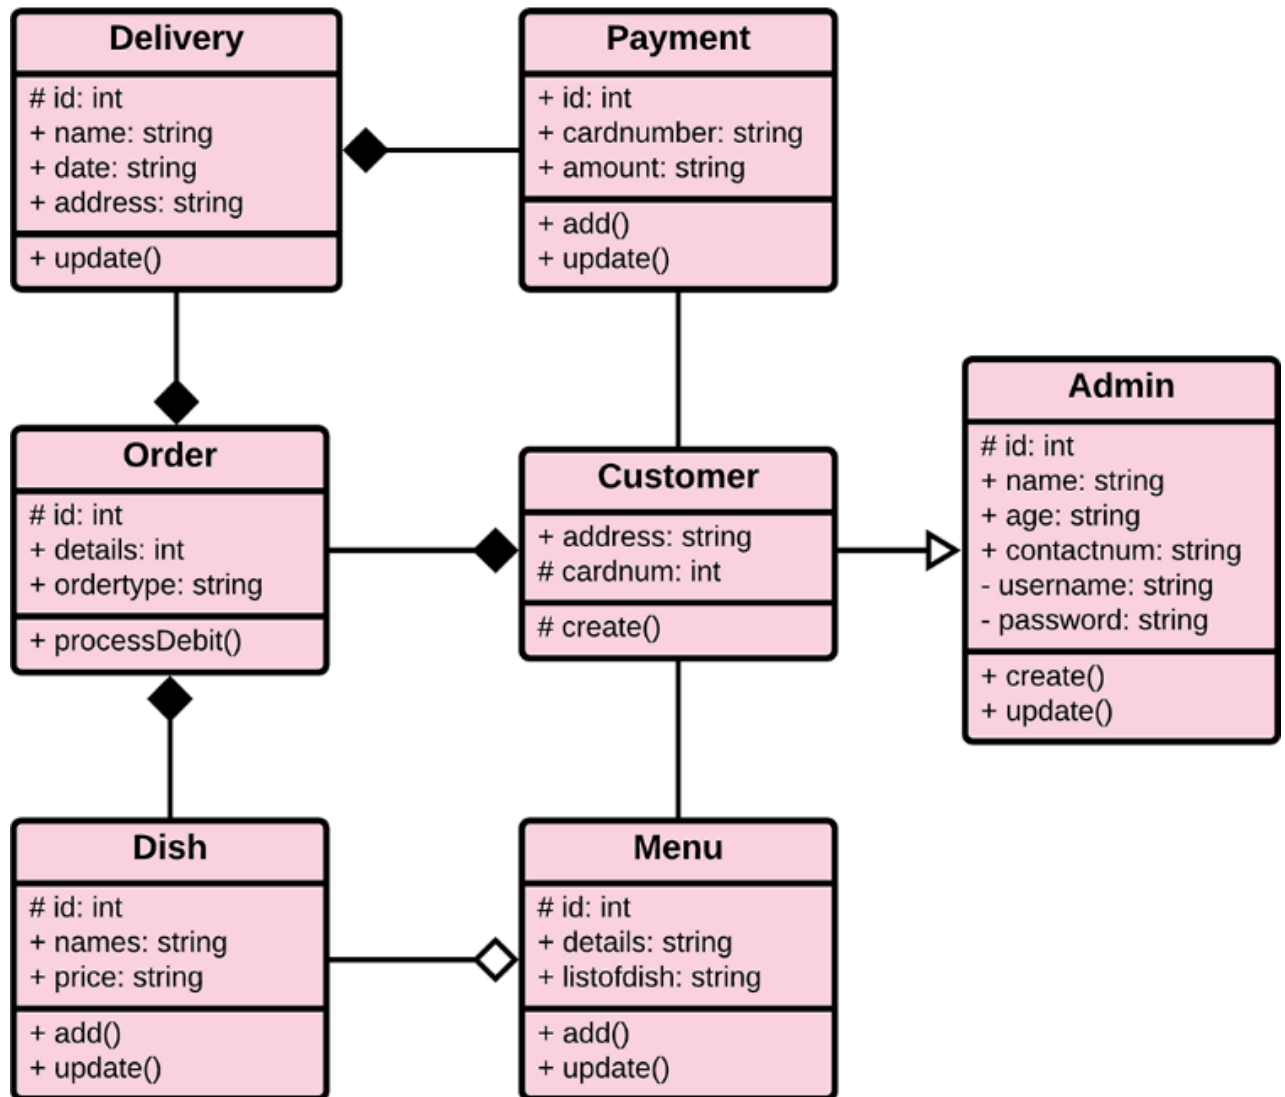 Delivery
# id: int
+ name: string
+ date: string
+ address: string
+ update()
Payment
+ id: int
+ cardnumber: string
+ amount: string
+ add()
+ update()
Order
# id: int
+ details: int
+ ordertype: string
+ processDebit()
Customer
+ address: string
# cardnum: int
# create()
Admin
# id: int
+ name: string
+ age: string
+ contactnum: string
- username: string
- password: string
+ create()
+ update()
Dish
# id: int
+ names: string
+ price: string
+ add()
+ update()
Menu
# id: int
+ details: string
+ listofdish: string
+ add()
+ update()